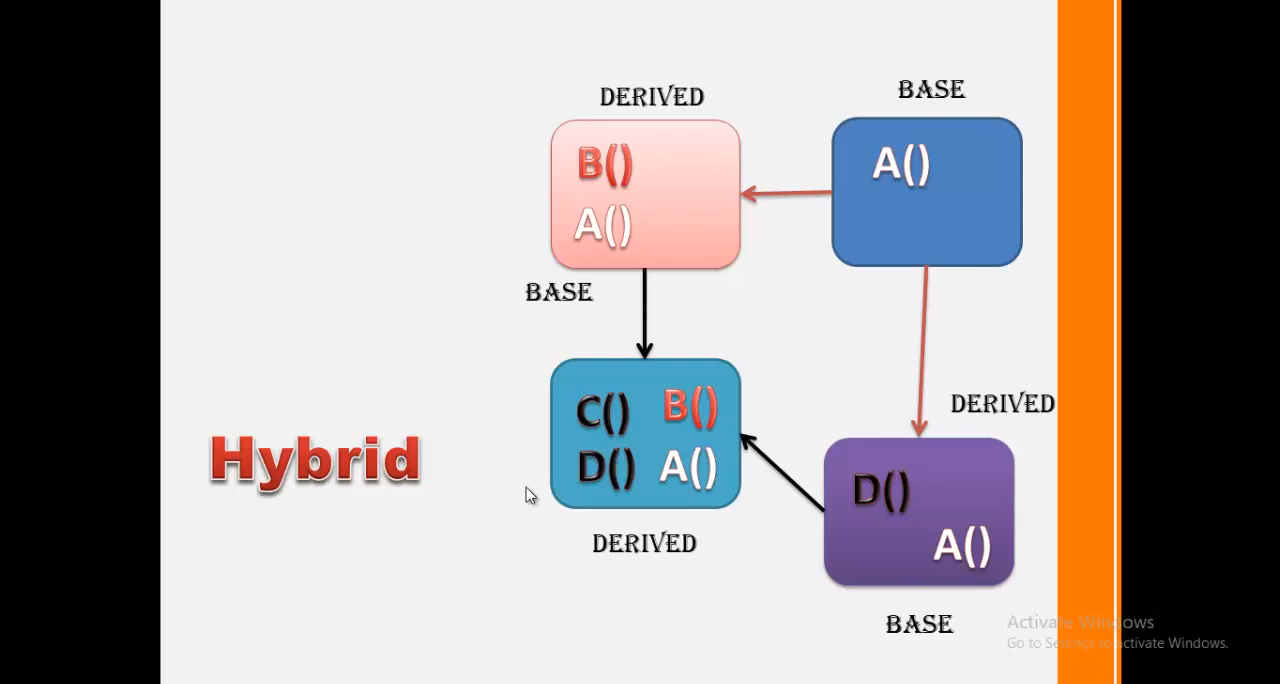 DERIVED
BASE
B()
A()
A()
BASE
C() B()
D() A()
DERIVED
DERIVED
D()
A()
BASE
Hybrid
Activate Windows
Go to Settings to activate Windows.